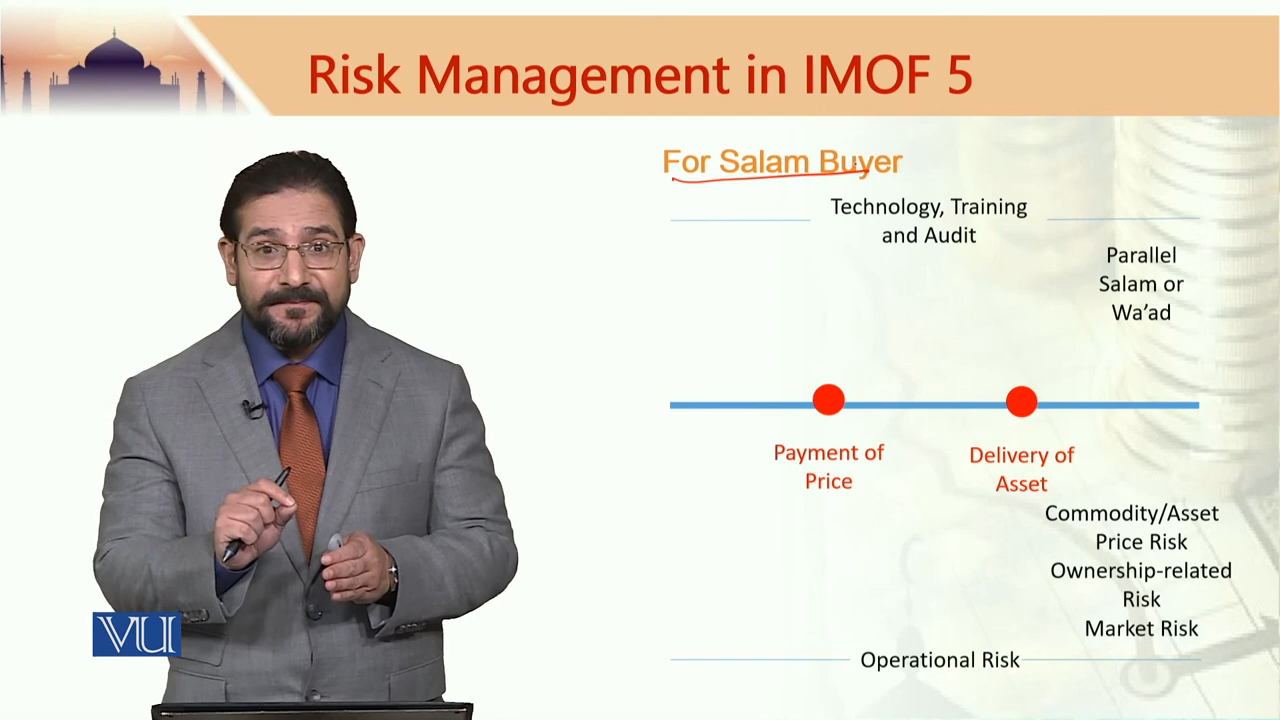 Risk Management in IMOF 5
For Salam Buyer
Technology, Training
and Audit
Parallel
Salam or
Wa’ad
Payment of
Price
Delivery of
Asset
Commodity/Asset
Price Risk
Ownership-related
Risk
Market Risk
Operational Risk
VU